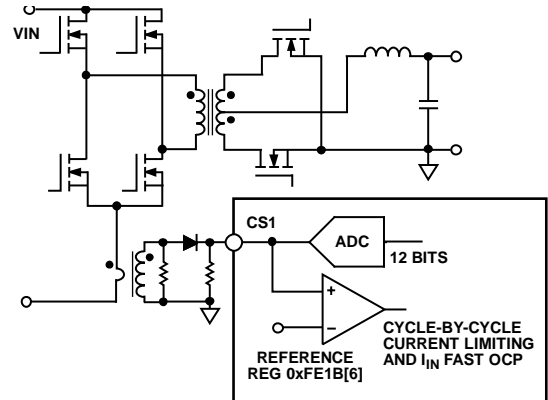 VIN
CS1
ADC
12 BITS
+
−
CYCLE-BY-CYCLE
CURRENT LIMITING
AND IIN FAST OCP
REFERENCE
REG 0xFE1B[6]